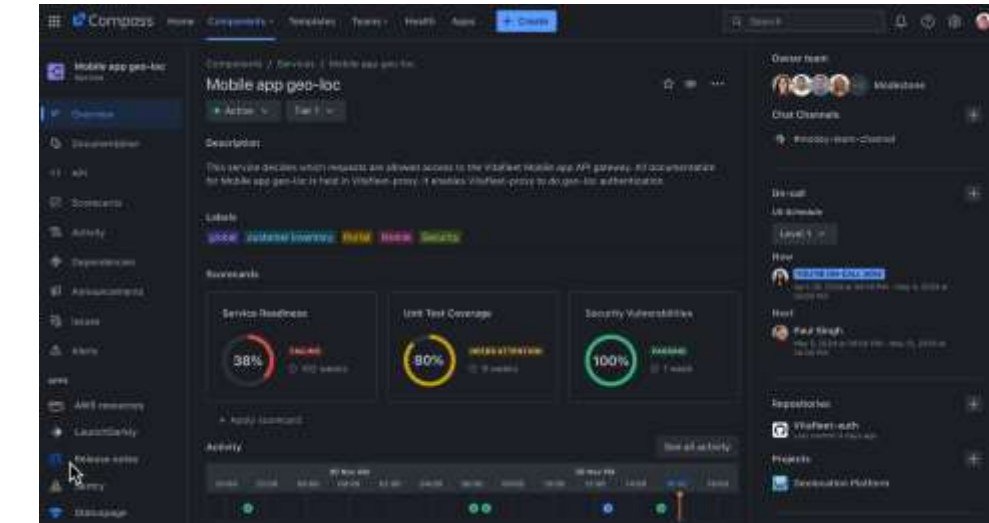 Compass Home Components Templates Teams Health Apps + Create Search
Mobile app geo-loc
Overview
Documentation
API
Scorecards
Activity
Dependencies
Announcements
Issues
Alerts
APPS
AWS resources
LaunchDarkly
Release notes
Sentry
Statuspage
Components / Services / Mobile app geo-loc
Mobile app geo-loc
Active Tier 1
Description
This service decides which requests are allowed access to the Vitafleet Mobile app API gateway. All documentation
for Mobile app geo-loc is held in Vitafleet-proxy. It enables Vitafleet-proxy to do geo-loc authentication.
Labels
global customer inventory Portal Security
Scorecards
Service Readiness
38%
FAILING
Unit Test Coverage
80%
NEEDS ATTENTION
Security Vulnerabilities
100%
PASSING
1 week
Apply scorecard
Activity
See all activity
Owner team
Chat Channels
On-call
US Schedule
Level 1
Now
YOU'RE ON-CALL NOW
Next
Paul Singh
Repositories
Vitafleet-auth
Projects
Geolocation Platform